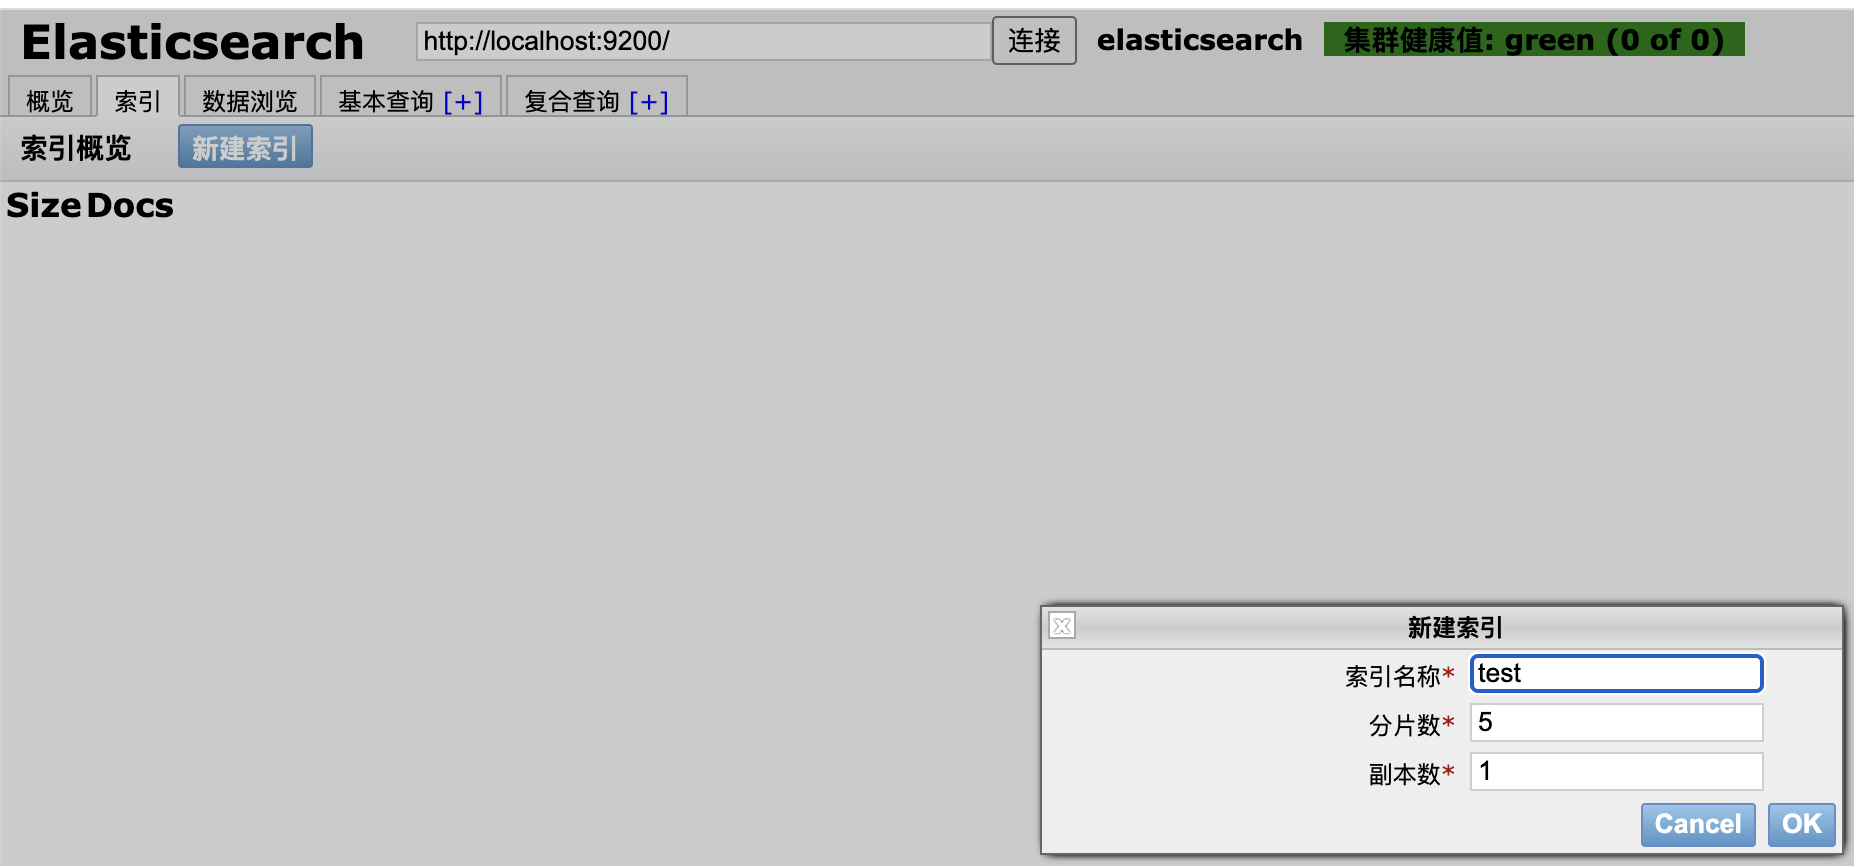 Elasticsearch http://localhost:9200/ 连接 elasticsearch 集群健康值: green (0 of 0)
概览 索引 数据浏览 基本查询 [+] 复合查询 [+]
索引概览 新建索引
Size Docs
新建索引
索引名称* test
分片数* 5
副本数* 1
Cancel OK